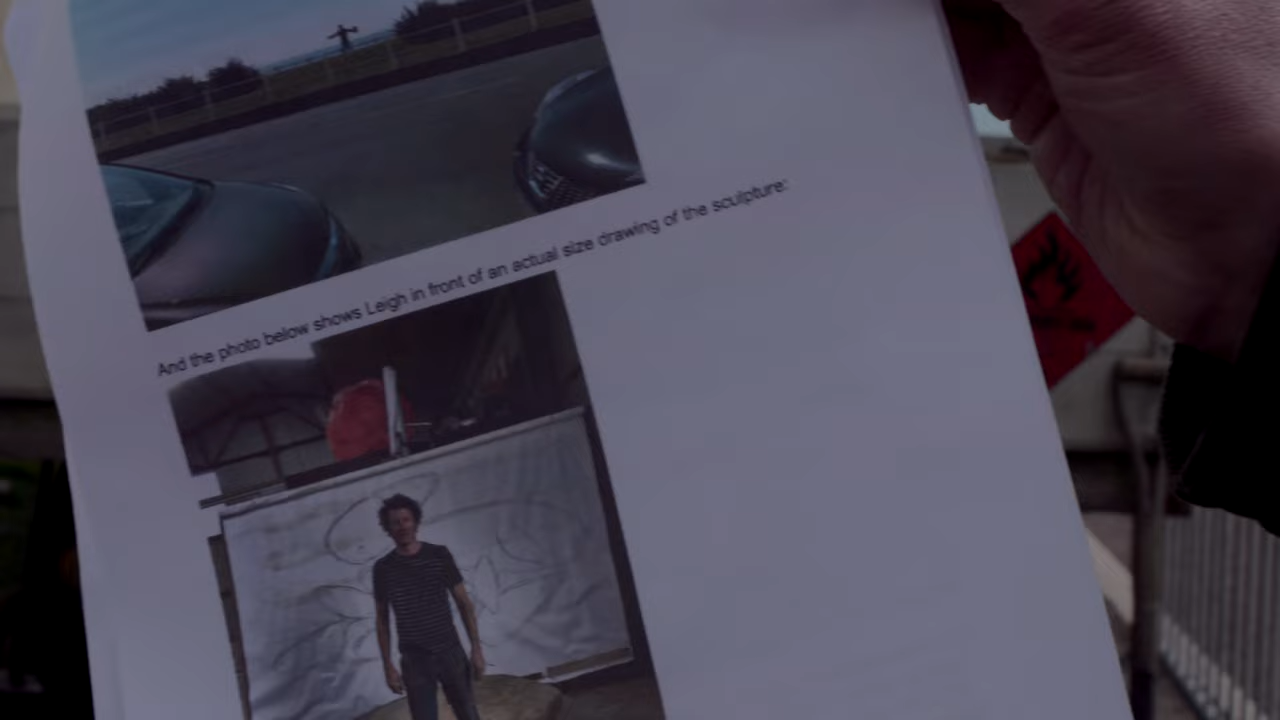 And the photo below shows Leigh in front of an actual size drawing of the sculpture: